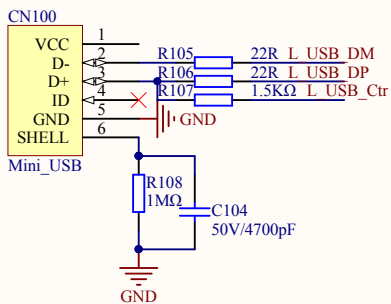 CN100
VCC 1
D- 2 R105 22R L_USB_DM
D+ 3 R106 22R L_USB_DP
ID 4 R107 1.5KΩ L_USB_Ctr
GND 5 GND
SHELL 6
Mini_USB
R108
1MΩ
C104
50V/4700pF
GND